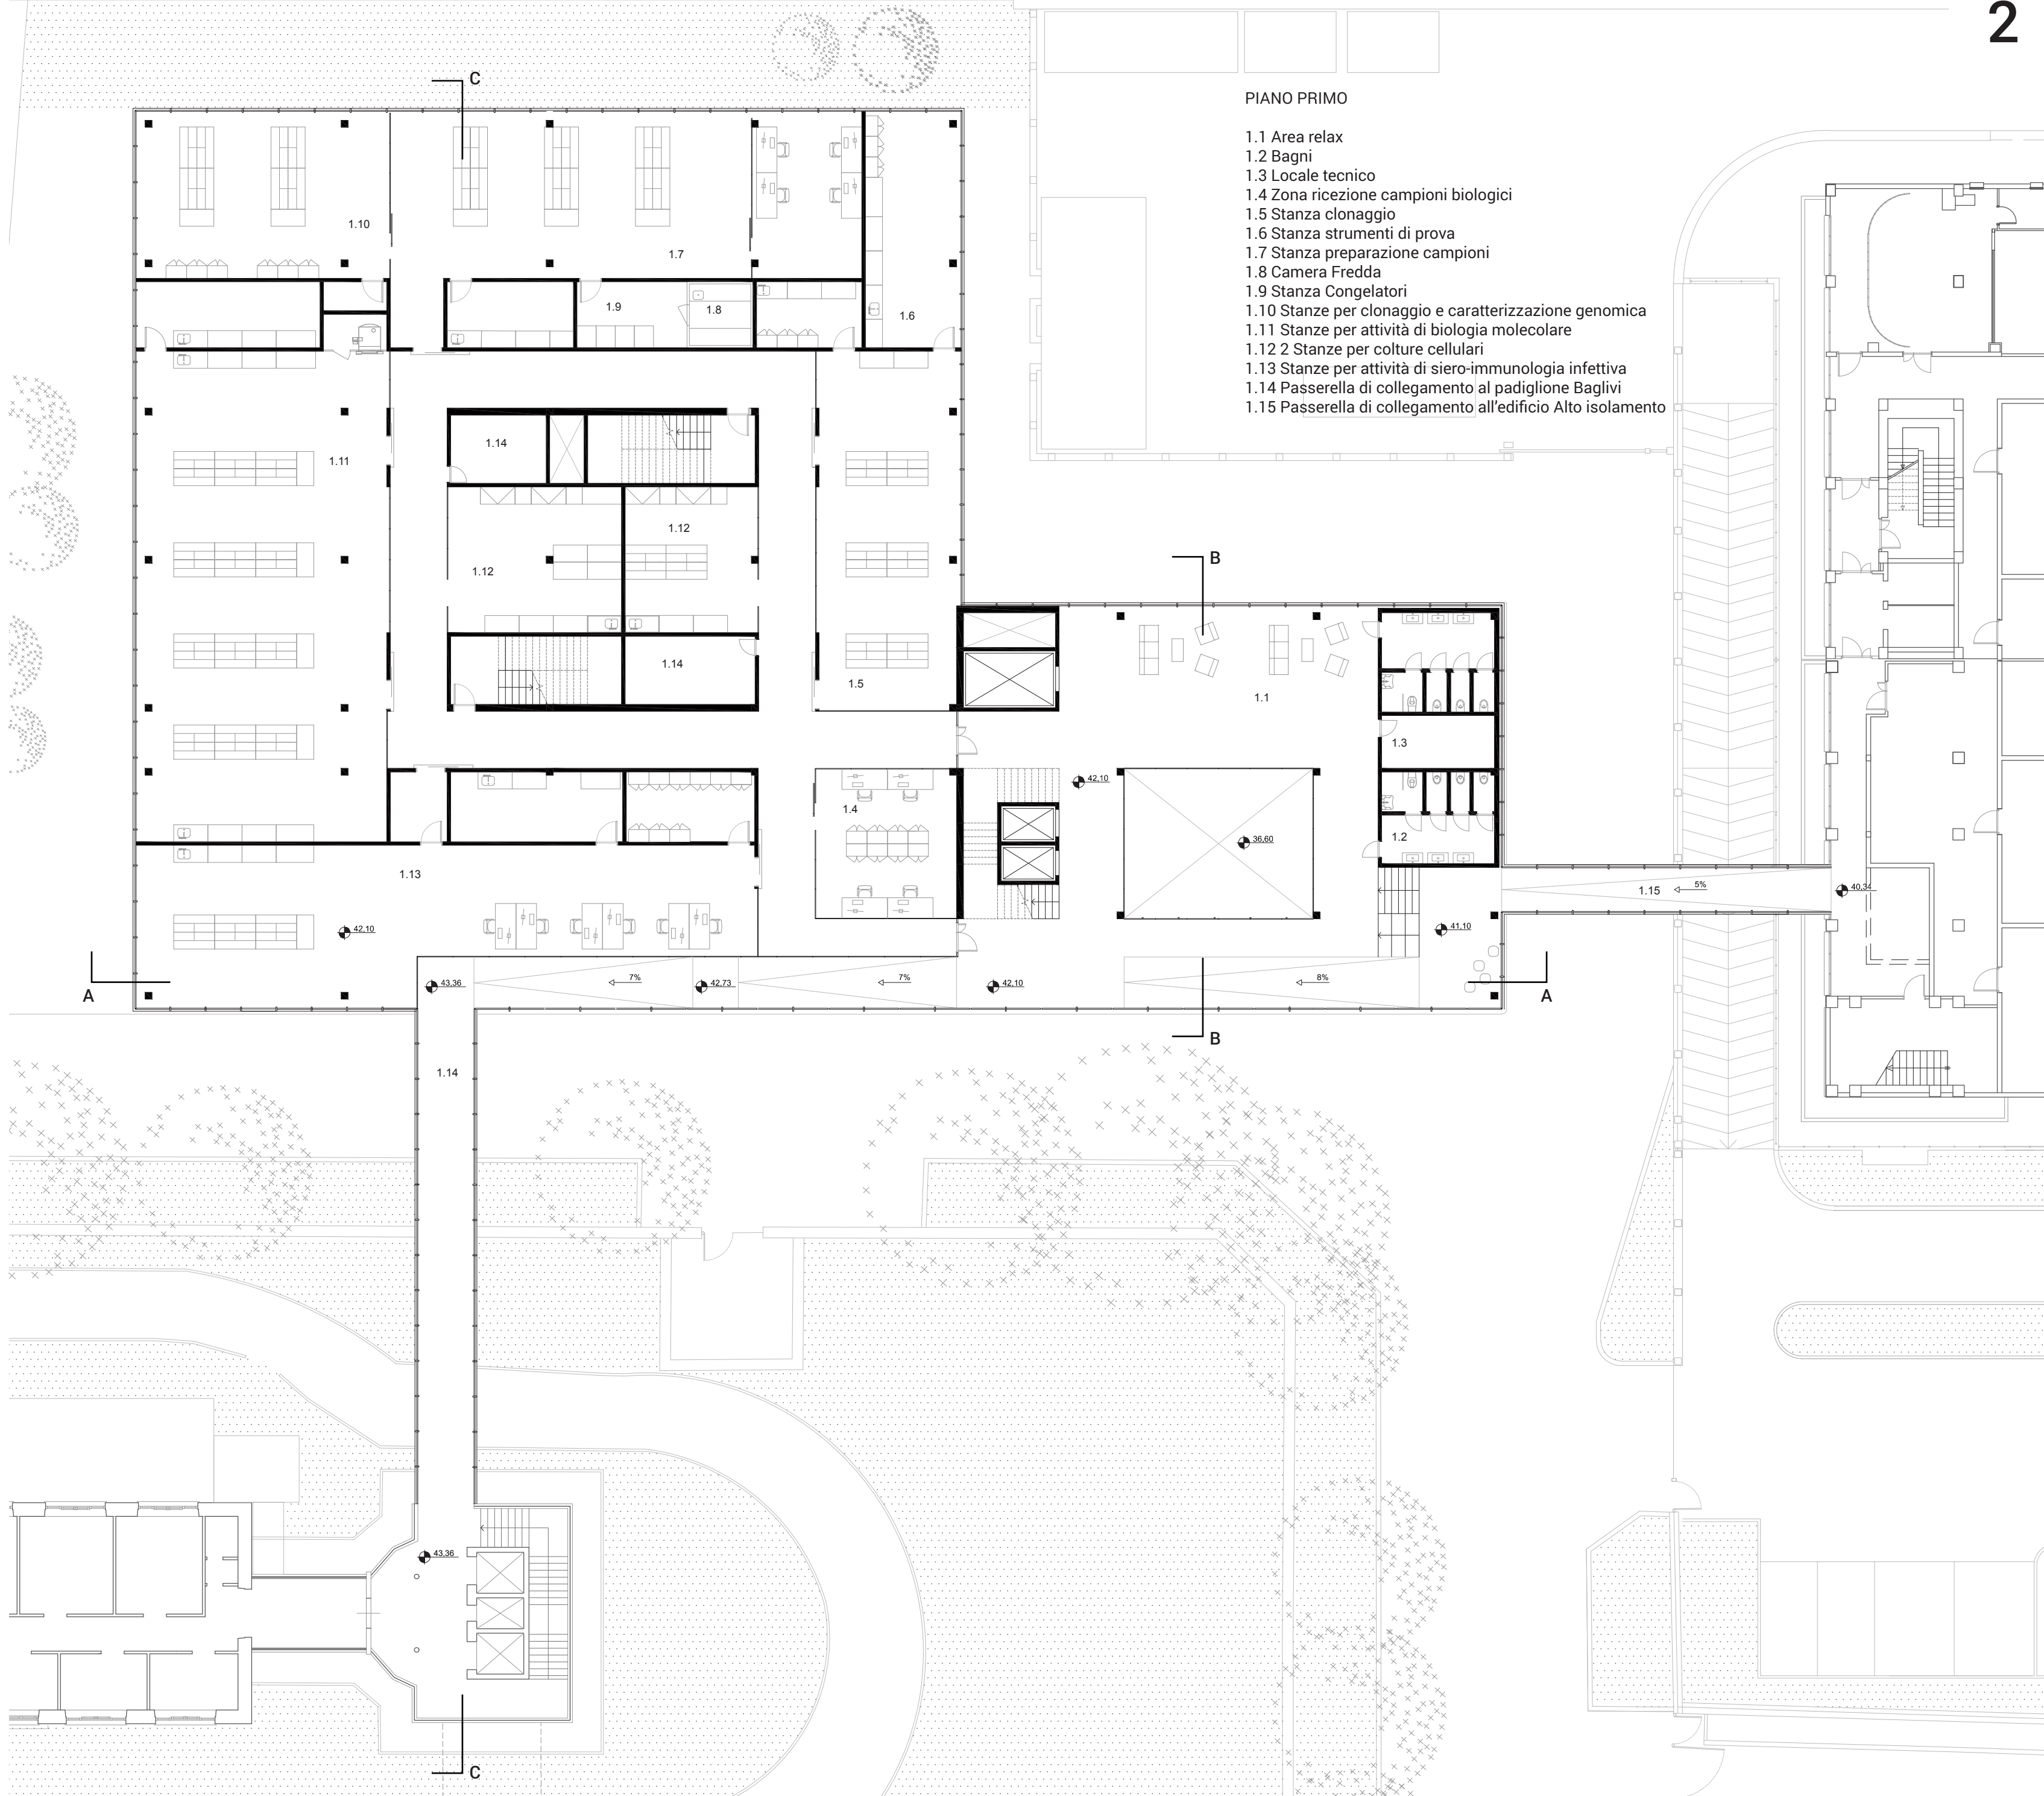 2
C
PIANO PRIMO
1.1 Area relax
1.2 Bagni
1.3 Locale tecnico
1.4 Zona ricezione campioni biologici
1.5 Stanza clonaggio
1.6 Stanza strumenti di prova
1.7 Stanza preparazione campioni
1.8 Camera Fredda
1.9 Stanza Congelatori
1.10 Stanze per clonaggio e caratterizzazione genomica
1.11 Stanze per attività di biologia molecolare
1.12 2 Stanze per colture cellulari
1.13 Stanze per attività di siero-immunologia infettiva
1.14 Passerella di collegamento al padiglione Baglivi
1.15 Passerella di collegamento all'edificio Alto isolamento
1.10
1.7
1.9
1.8
1.6
1.14
1.11
1.12
B
1.12
1.14
1.5
1.1
1.3
42,10
1.4
1.2
36,60
1.13
1.15
5%
40,34
42,10
41,10
7%
7%
8%
43,36
42,73
42,10
A
A
B
1.14
43,36
C